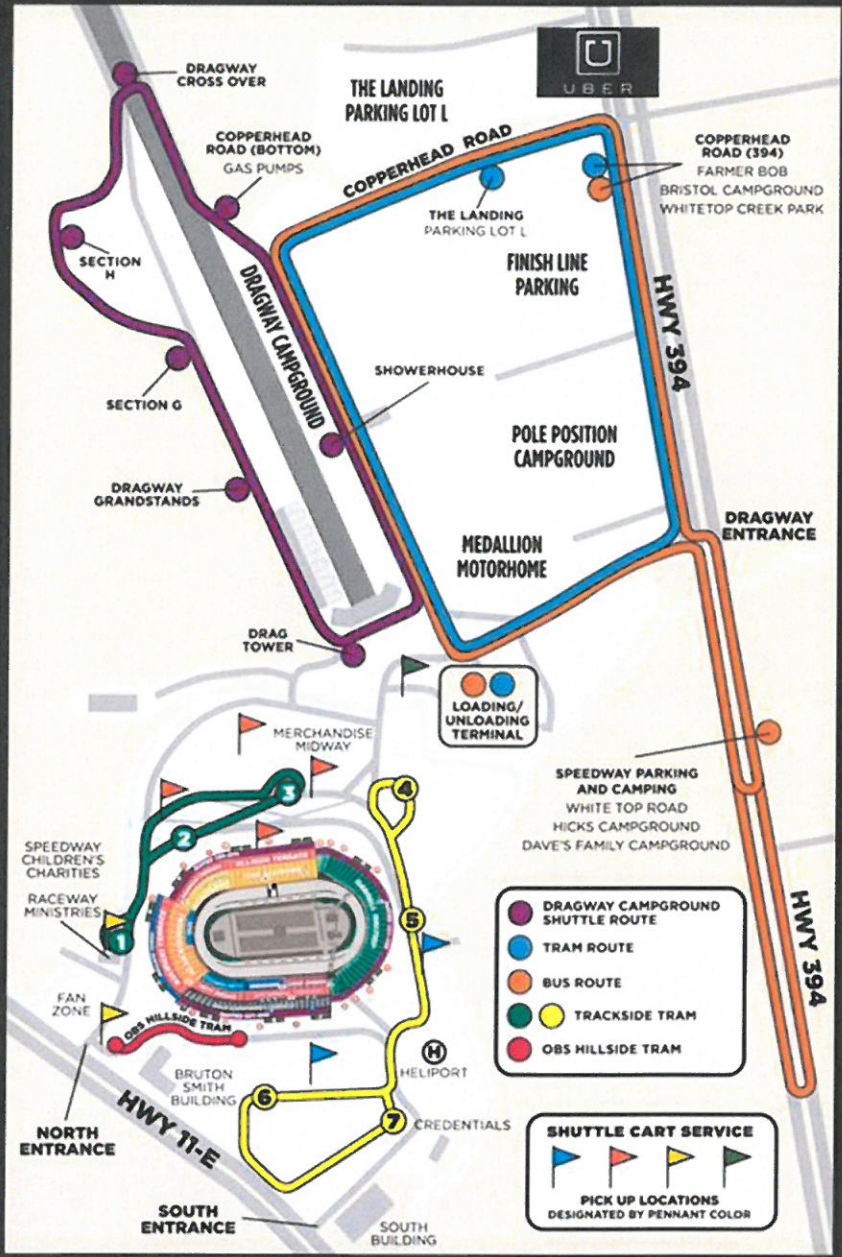 DRAGWAY
CROSS OVER
THE LANDING
PARKING LOT L
U
UBER
COPPERHEAD
ROAD (BOTTOM)
GAS PUMPS
COPPERHEAD ROAD
COPPERHEAD
ROAD (394)
FARMER BOB
BRISTOL CAMPGROUND
WHITETOP CREEK PARK
THE LANDING
PARKING LOT L
SECTION
H
FINISH LINE
PARKING
DRAGWAY CAMPGROUND
HWY 394
SECTION G
SHOWERHOUSE
POLE POSITION
CAMPGROUND
DRAGWAY
GRANDSTANDS
DRAGWAY
ENTRANCE
MEDALLION
MOTORHOME
DRAG
TOWER
LOADING/
UNLOADING
TERMINAL
MERCHANDISE
MIDWAY
SPEEDWAY PARKING
AND CAMPING
WHITE TOP ROAD
HICKS CAMPGROUND
DAVE'S FAMILY CAMPGROUND
3
4
2
SPEEDWAY
CHILDREN'S
CHARITIES
RACEWAY
MINISTRIES
1
5
HWY 394
DRAGWAY CAMPGROUND
SHUTTLE ROUTE
TRAM ROUTE
BUS ROUTE
TRACKSIDE TRAM
OBS HILLSIDE TRAM
FAN
ZONE
OBS HILLSIDE TRAM
H
HELIPORT
BRUTON
SMITH
BUILDING
6
7
CREDENTIALS
HWY 11-E
NORTH
ENTRANCE
SOUTH
ENTRANCE
SOUTH
BUILDING
SHUTTLE CART SERVICE
PICK UP LOCATIONS
DESIGNATED BY PENNANT COLOR